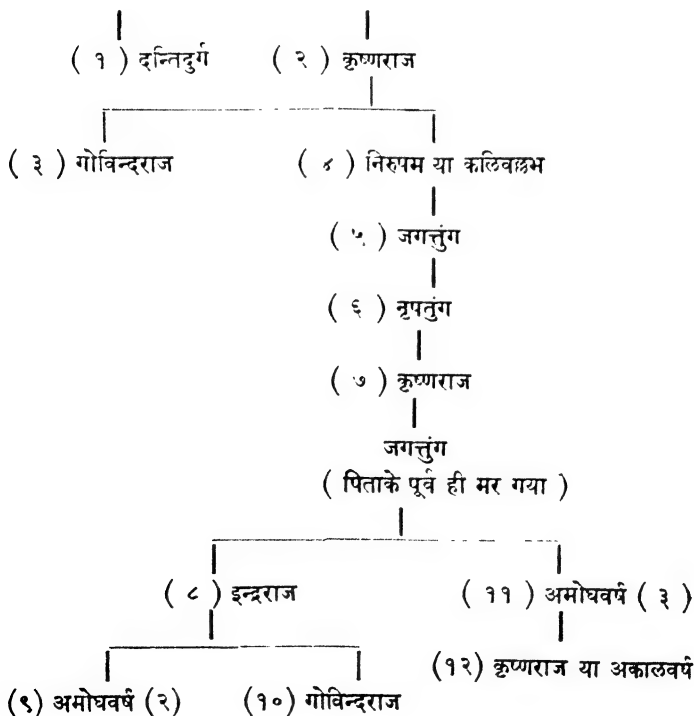 ( १ ) दन्तिदुर्ग ( २ ) कृष्णराज
( ३ ) गोविन्दराज ( ४ ) निरुपम या कलिवल्लभ
( ५ ) जगत्तुंग
( ६ ) नृपतुंग
( ७ ) कृष्णराज
जगत्तुंग
( पिताके पूर्व ही मर गया )
( ८ ) इन्द्रराज ( ११ ) अमोघवर्ष ( ३ )
(१२) कृष्णराज या अकालवर्ष
(९) अमोघवर्ष (२) (१०) गोविन्दराज